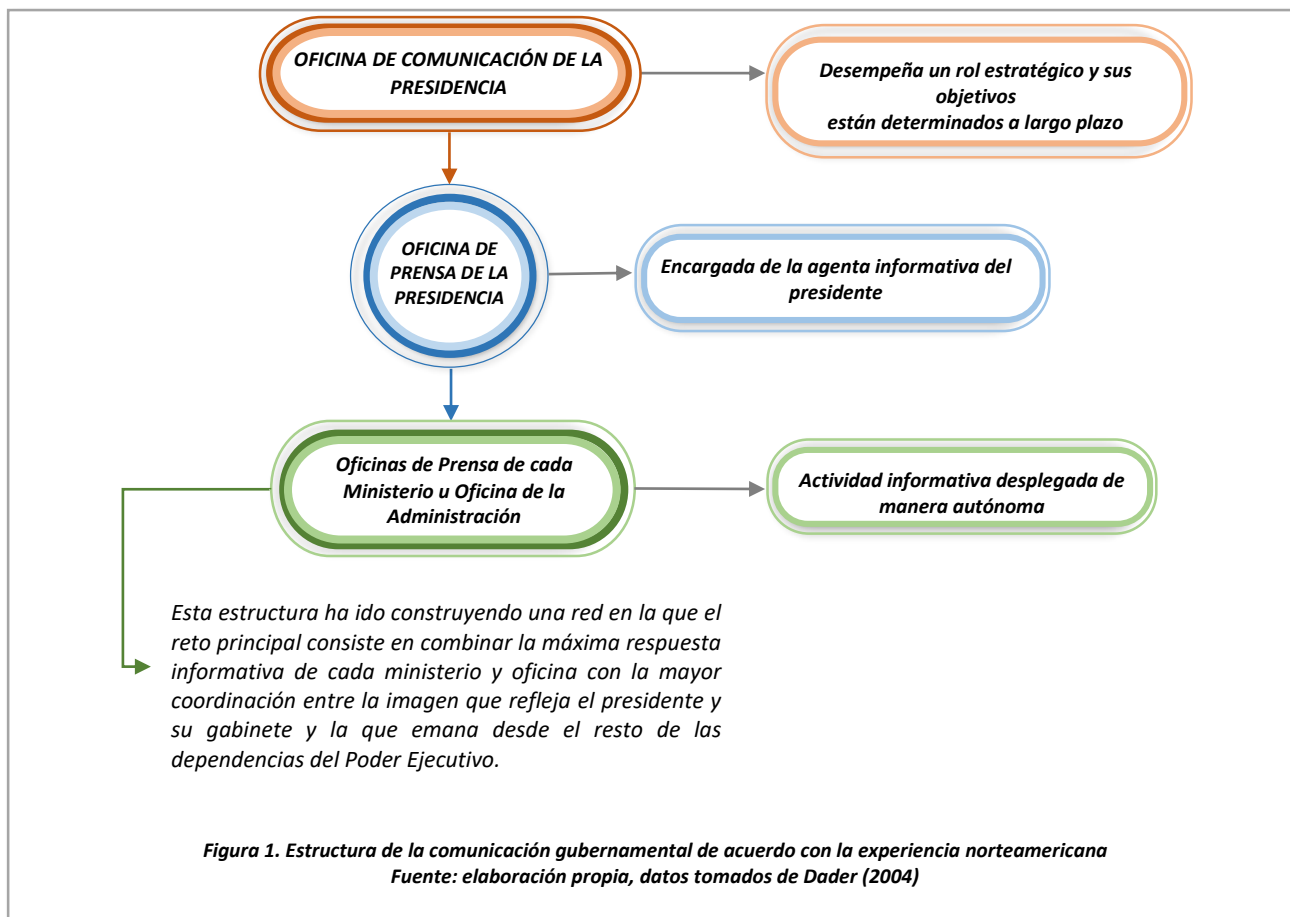 OFICINA DE COMUNICACIÓN DE LA
PRESIDENCIA
Desempeña un rol estratégico y sus
objetivos
están determinados a largo plazo
OFICINA DE
PRENSA DE LA
PRESIDENCIA
Encargada de la agenta informativa del
presidente
Oficinas de Prensa de cada
Ministerio u Oficina de la
Administración
Actividad informativa desplegada de
manera autónoma
Esta estructura ha ido construyendo una red en la que el
reto principal consiste en combinar la máxima respuesta
informativa de cada ministerio y oficina con la mayor
coordinación entre la imagen que refleja el presidente y
su gabinete y la que emana desde el resto de las
dependencias del Poder Ejecutivo.
Figura 1. Estructura de la comunicación gubernamental de acuerdo con la experiencia norteamericana
Fuente: elaboración propia, datos tomados de Dader (2004)